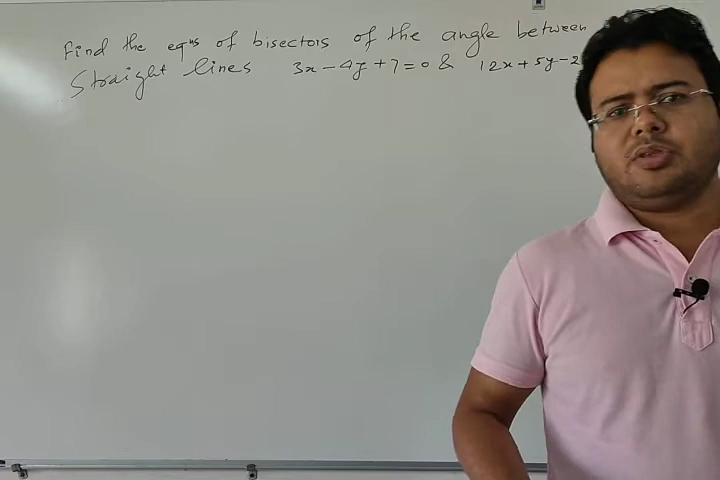 Find the eqⁿs of bisectors of the angle between
Straight lines 3x - 4y + 7 = 0 & 12x + 5y - 2